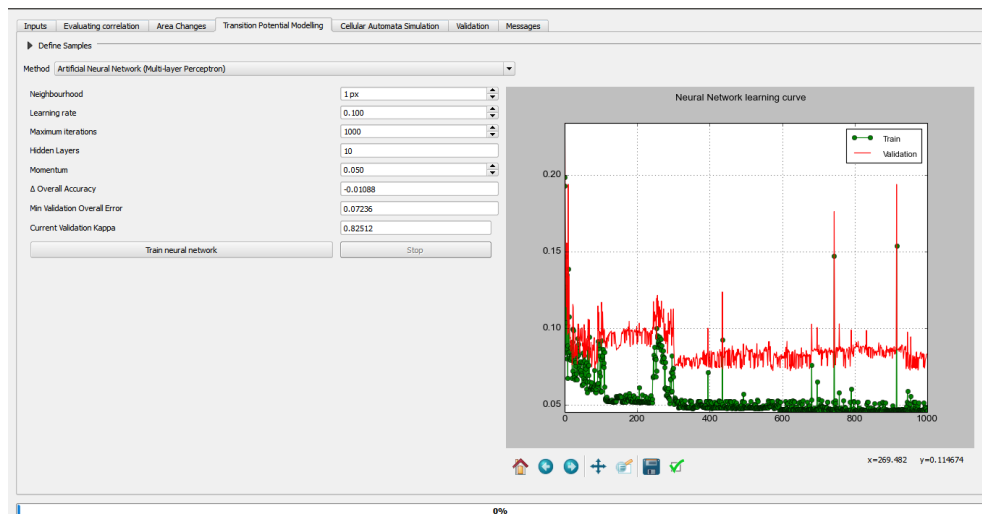 Inputs Evaluating correlation Area Changes Transition Potential Modelling Cellular Automata Simulation Validation Messages
Define Samples
Method Artificial Neural Network (Multi-layer Perceptron)
Neighbourhood 1 px
Learning rate 0.100
Maximum iterations 1000
Hidden Layers 10
Momentum 0.050
Δ Overall Accuracy -0.01088
Min Validation Overall Error 0.07236
Current Validation Kappa 0.82512
Train neural network Stop
Neural Network learning curve
Train
Validation
0.20
0.15
0.10
0.05
0 200 400 600 800 1000
x=269.482 y=0.114674
0%